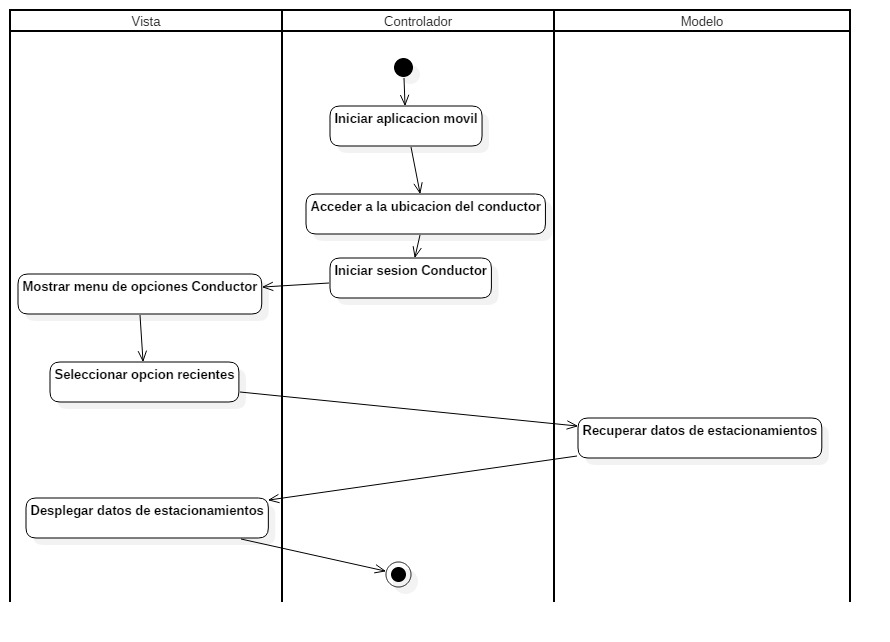 Vista
Controlador
Modelo
Iniciar aplicacion movil
Acceder a la ubicacion del conductor
Iniciar sesion Conductor
Mostrar menu de opciones Conductor
Seleccionar opcion recientes
Recuperar datos de estacionamientos
Desplegar datos de estacionamientos